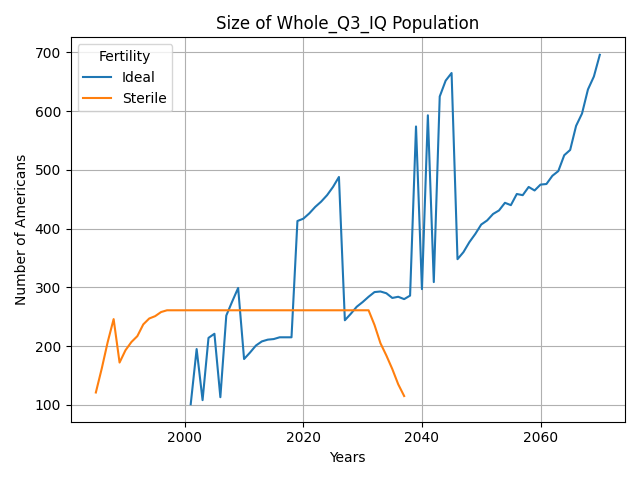 Size of Whole_Q3_IQ Population
Fertility
Ideal
Sterile
Number of Americans
700
600
500
400
300
200
100
2000 2020 2040 2060
Years